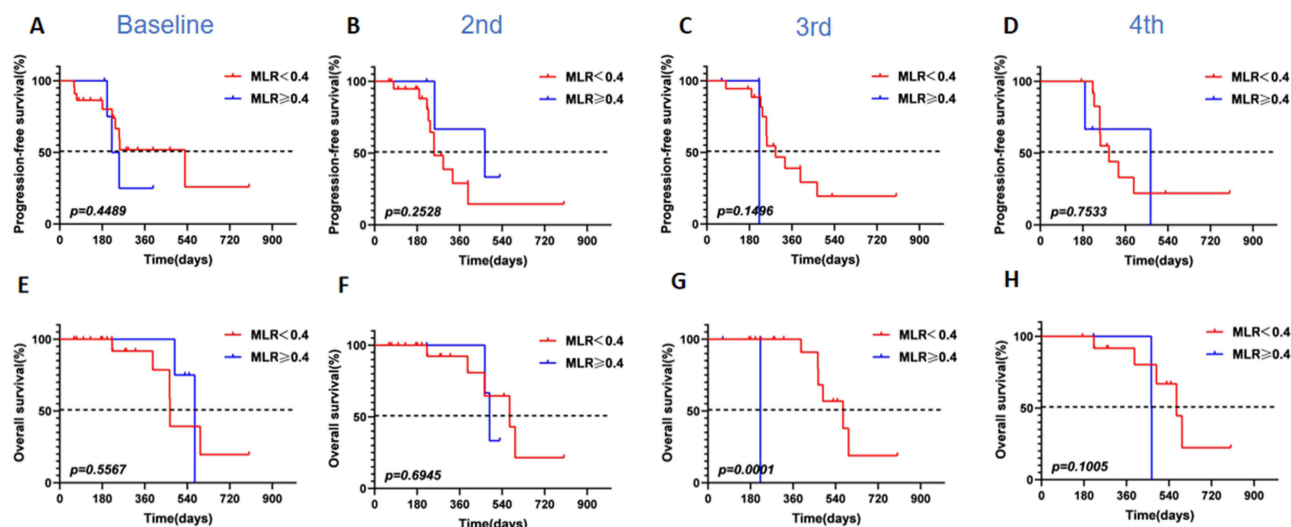 A Baseline B 2nd C 3rd D 4th
Progression-free survival(%)
100
50
0
MLR<0.4
MLR≥0.4
p=0.4489
0 180 360 540 720 900
Time(days)
Progression-free survival(%)
100
50
0
MLR<0.4
MLR≥0.4
p=0.2528
0 180 360 540 720 900
Time(days)
Progression-free survival(%)
100
50
0
MLR<0.4
MLR≥0.4
p=0.1496
0 180 360 540 720 900
Time(days)
Progression-free survival(%)
100
50
0
MLR<0.4
MLR≥0.4
p=0.7533
0 180 360 540 720 900
Time(days)
E F G H
Overall survival(%)
100
50
0
MLR<0.4
MLR≥0.4
p=0.5567
0 180 360 540 720 900
Time(days)
Overall survival(%)
100
50
0
MLR<0.4
MLR≥0.4
p=0.6945
0 180 360 540 720 900
Time(days)
Overall survival(%)
100
50
0
MLR<0.4
MLR≥0.4
p=0.0001
0 180 360 540 720 900
Time(days)
Overall survival(%)
100
50
0
MLR<0.4
MLR≥0.4
p=0.1005
0 180 360 540 720 900
Time(days)